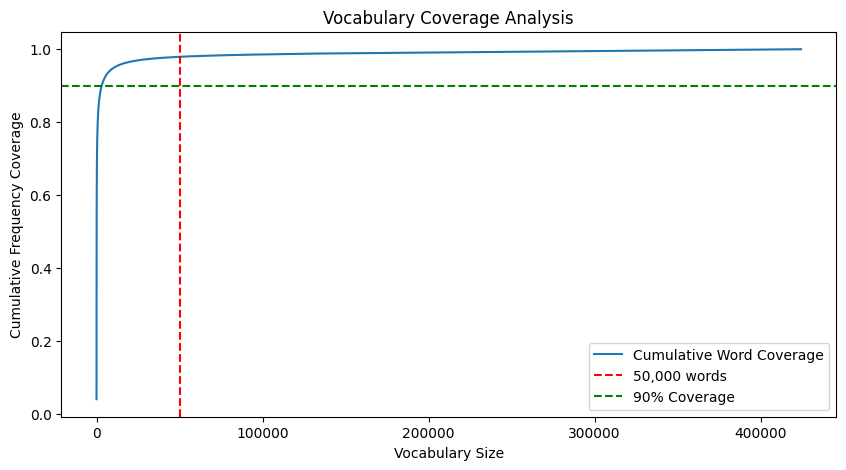 Vocabulary Coverage Analysis
Cumulative Frequency Coverage
1.0
0.8
0.6
0.4
0.2
0.0
0
100000
200000
300000
400000
Vocabulary Size
Cumulative Word Coverage
50,000 words
90% Coverage